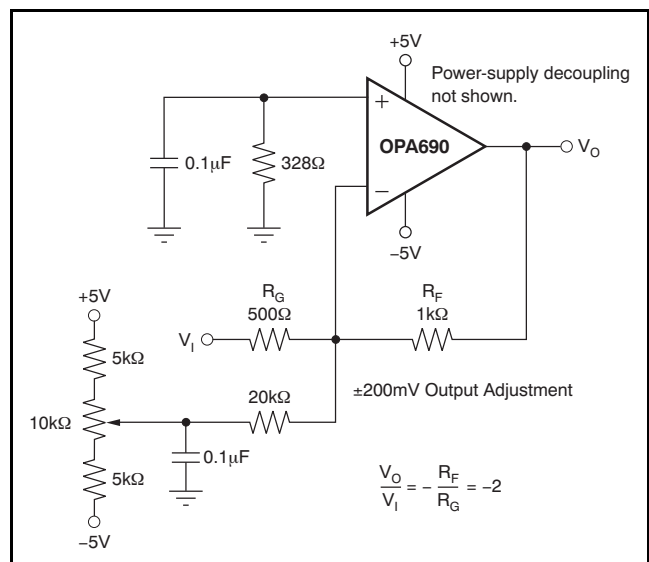 +5V
Power-supply decoupling
not shown.
+
OPA690
0.1μF
328Ω
V_O
−
−5V
+5V
R_G
500Ω
R_F
1kΩ
V_I
5kΩ
20kΩ
±200mV Output Adjustment
10kΩ
0.1μF
5kΩ
V_O/V_I = − R_F/R_G = −2
−5V